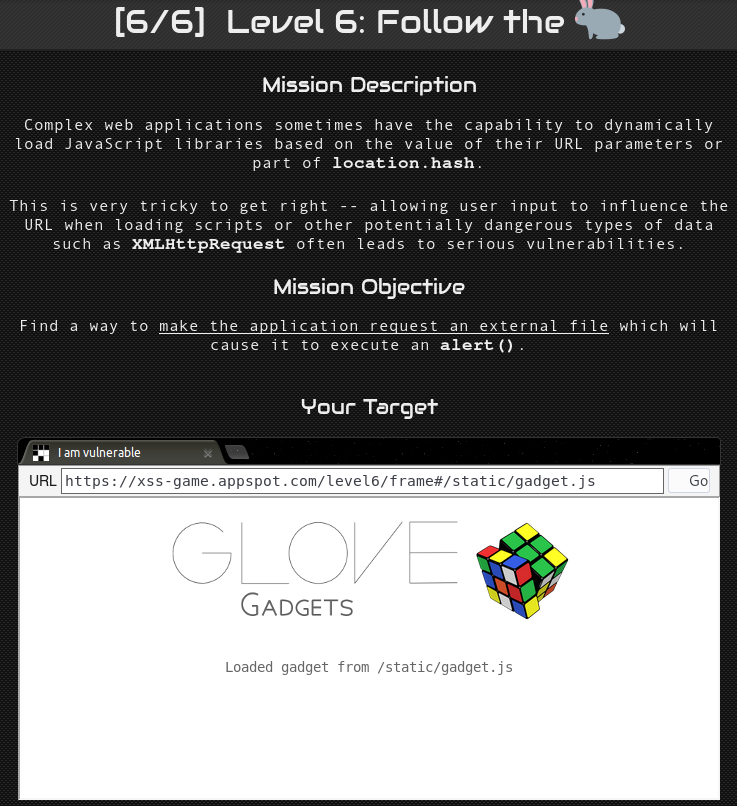 [6/6] Level 6: Follow the
Mission Description
Complex web applications sometimes have the capability to dynamically
load JavaScript libraries based on the value of their URL parameters or
part of location.hash.
This is very tricky to get right -- allowing user input to influence the
URL when loading scripts or other potentially dangerous types of data
such as XMLHttpRequest often leads to serious vulnerabilities.
Mission Objective
Find a way to make the application request an external file which will
cause it to execute an alert().
Your Target
I am vulnerable
URL https://xss-game.appspot.com/level6/frame#/static/gadget.js Go
GLOVE
GADGETS
Loaded gadget from /static/gadget.js